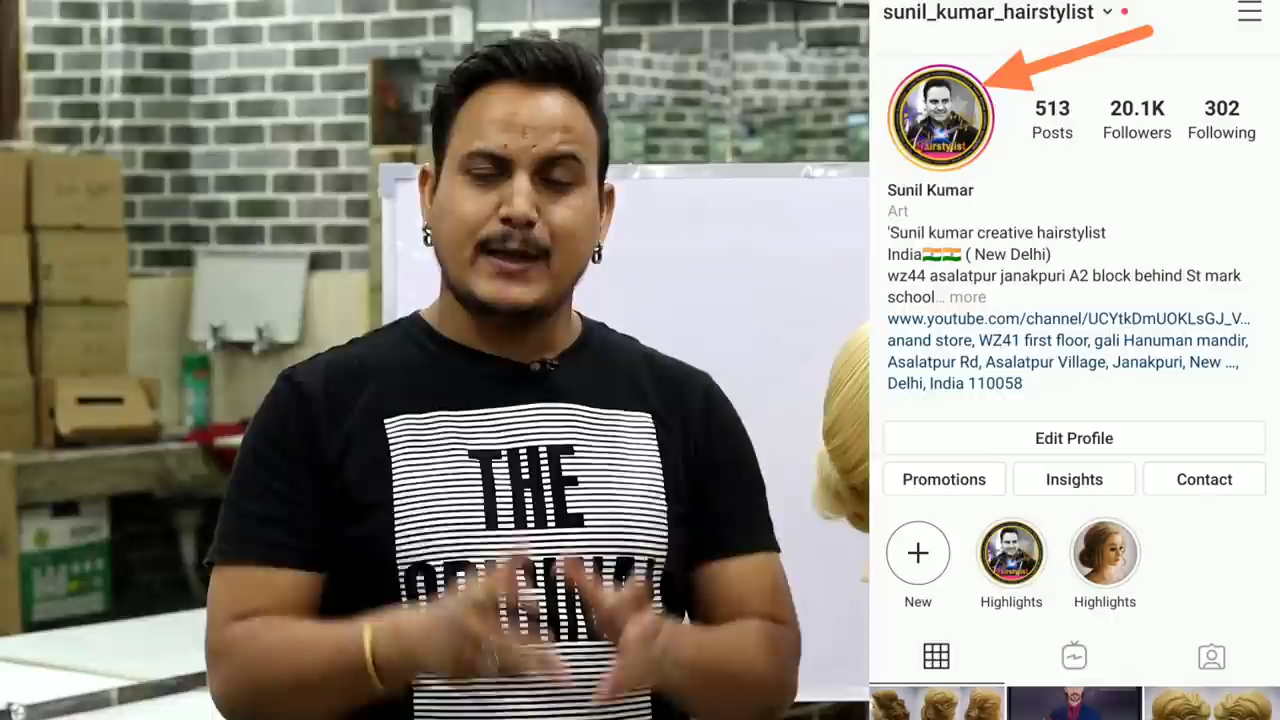 THE
ORIGINAL
sunil_kumar_hairstylist
513
20.1K
302
Posts
Followers
Following
Hairstylist
Sunil Kumar
Art
'Sunil kumar creative hairstylist
India🇮🇳🇮🇳 ( New Delhi)
wz44 asalatpur janakpuri A2 block behind St mark
school... more
www.youtube.com/channel/UCYtkDmUOKLsGJ_V...
anand store, WZ41 first floor, gali Hanuman mandir,
Asalatpur Rd, Asalatpur Village, Janakpuri, New ...,
Delhi, India 110058
Edit Profile
Promotions
Insights
Contact
New
Highlights
Highlights